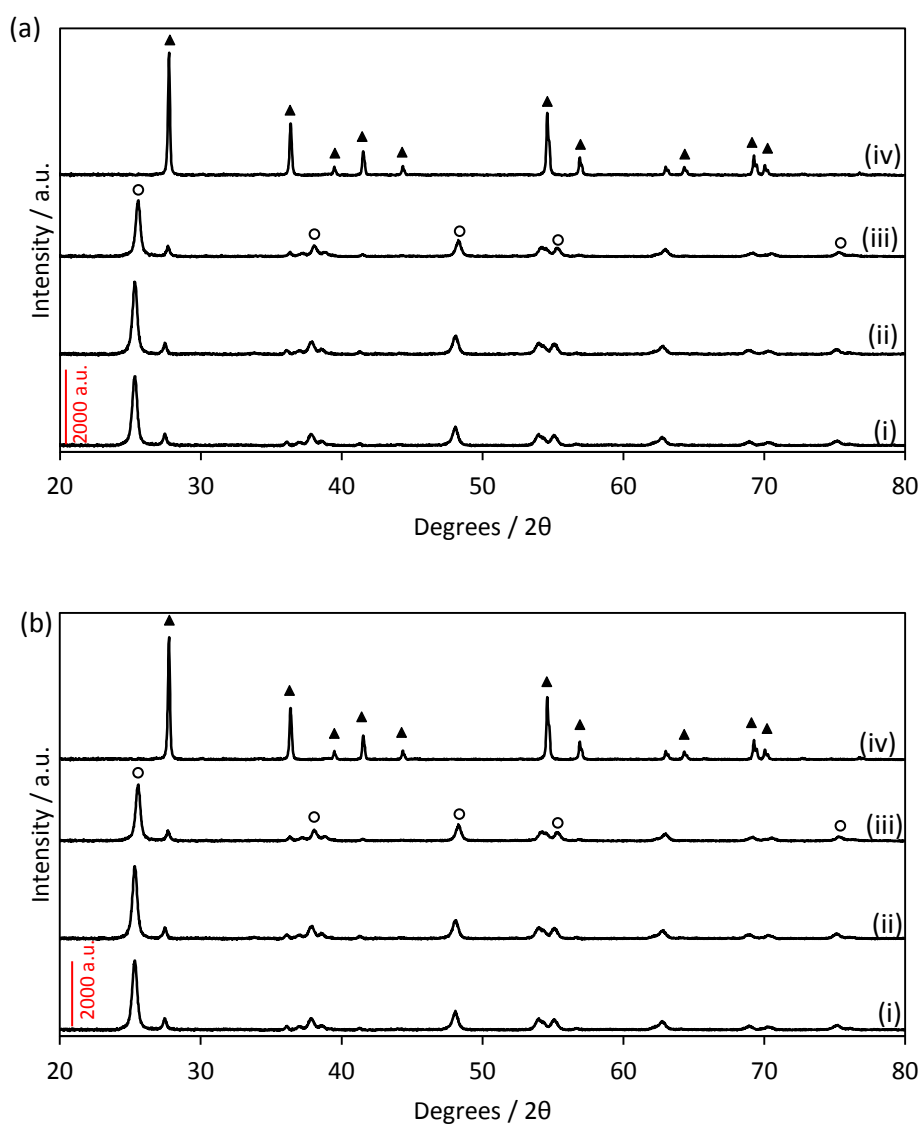 (a)
(iv)
(iii)
(ii)
(i)
Intensity / a.u.
2000 a.u.
20 30 40 50 60 70 80
Degrees / 2θ
(b)
(iv)
(iii)
(ii)
(i)
Intensity / a.u.
2000 a.u.
20 30 40 50 60 70 80
Degrees / 2θ